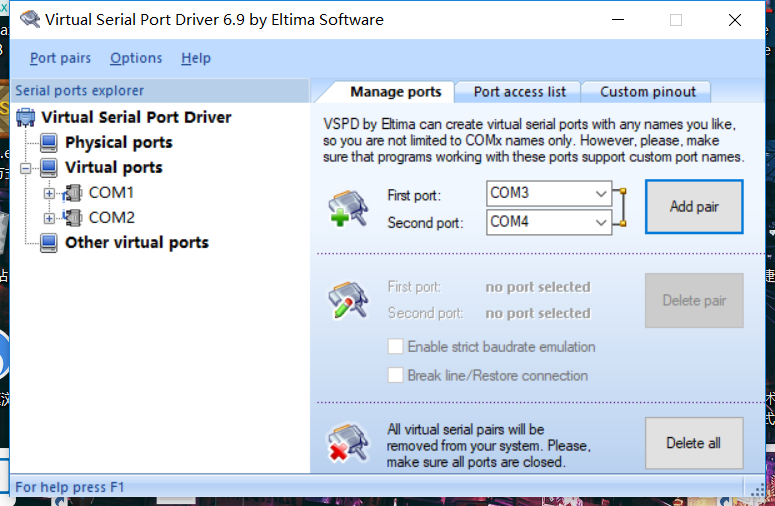 Virtual Serial Port Driver 6.9 by Eltima Software
Port pairs Options Help
Serial ports explorer
Virtual Serial Port Driver
Physical ports
Virtual ports
COM1
COM2
Other virtual ports
Manage ports Port access list Custom pinout
VSPD by Eltima can create virtual serial ports with any names you like,
so you are not limited to COMx names only. However, please, make
sure that programs working with these ports support custom port names.
First port: COM3
Second port: COM4
Add pair
First port: no port selected
Second port: no port selected
Delete pair
Enable strict baudrate emulation
Break line/Restore connection
All virtual serial pairs will be
removed from your system. Please,
make sure all ports are closed.
Delete all
For help press F1